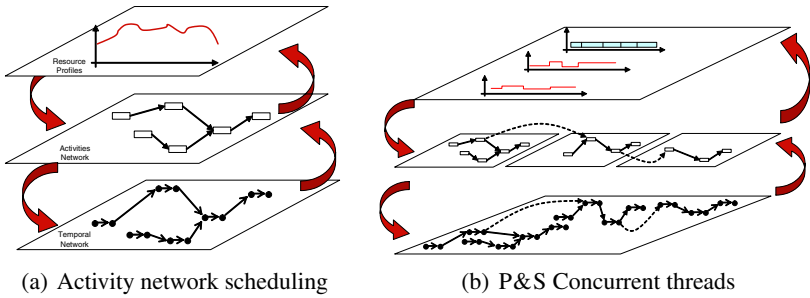 Resource
Profiles
Activities
Network
Temporal
Network
(a) Activity network scheduling
(b) P&S Concurrent threads